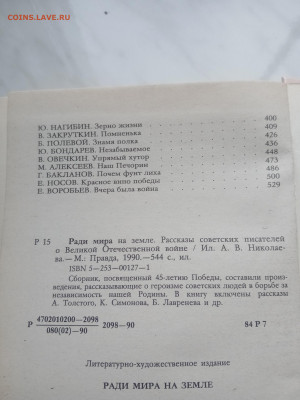 COINS.LAVE.RU
400
Ю. НАГИБИН. Зерно жизни 409
В. ЗАКРУТКИН. Помненька 426
Б. ПОЛЕВОЙ. Знамя полка 436
Ю. БОНДАРЕВ. Незабываемое 448
В. ОВЕЧКИН. Упрямый хутор 473
М. АЛЕКСЕЕВ. Наш Печорин 486
Г. БАКЛАНОВ. Почем фунт лиха 500
Е. НОСОВ. Красное вино победы 529
Е. ВОРОБЬЕВ. Вчера была война
Р 15 Ради мира на земле. Рассказы советских писателей
о Великой Отечественной войне / Ил. А. В. Николае-
ва.— М.: Правда, 1990.—544 с., ил.
ISBN 5—253—00127—1
Сборник, посвященный 45-летию Победы, составили произ-
ведения, рассказывающие о героизме советских людей в борьбе за
независимость нашей Родины. В книгу включены рассказы
А. Толстого, К. Симонова, Б. Лавренева и др.
Р 4702010200—2098 2098—90 84 Р 7
080(02)—90
Литературно-художественное издание
РАДИ МИРА НА ЗЕМЛЕ